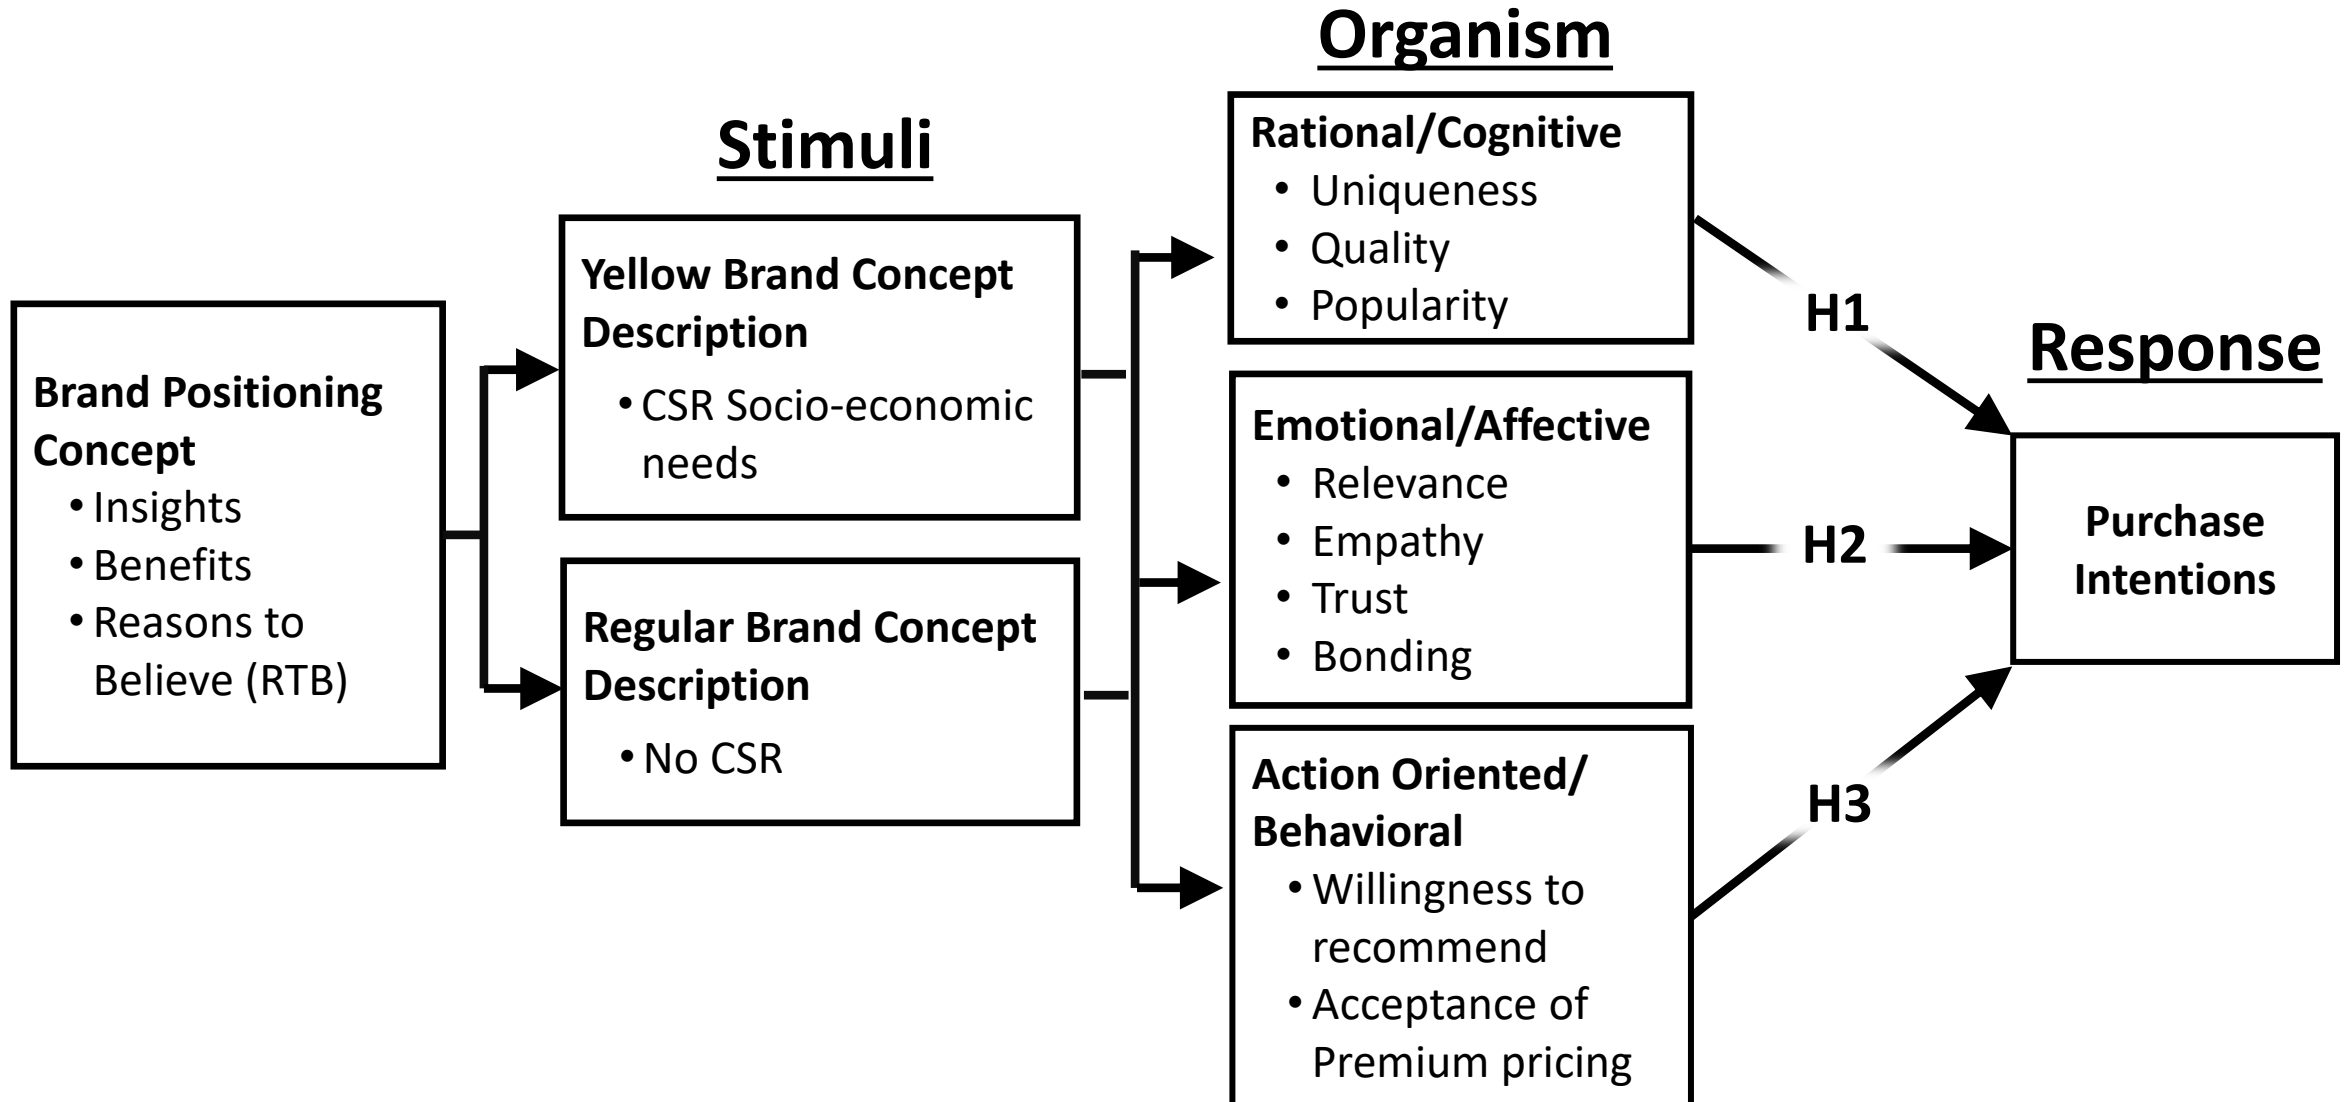 Organism
Stimuli
Response
Brand Positioning
Concept
• Insights
• Benefits
• Reasons to
Believe (RTB)
Yellow Brand Concept
Description
• CSR Socio-economic
needs
Regular Brand Concept
Description
• No CSR
Rational/Cognitive
• Uniqueness
• Quality
• Popularity
Emotional/Affective
• Relevance
• Empathy
• Trust
• Bonding
Action Oriented/
Behavioral
• Willingness to
recommend
• Acceptance of
Premium pricing
H1
H2
H3
Purchase
Intentions